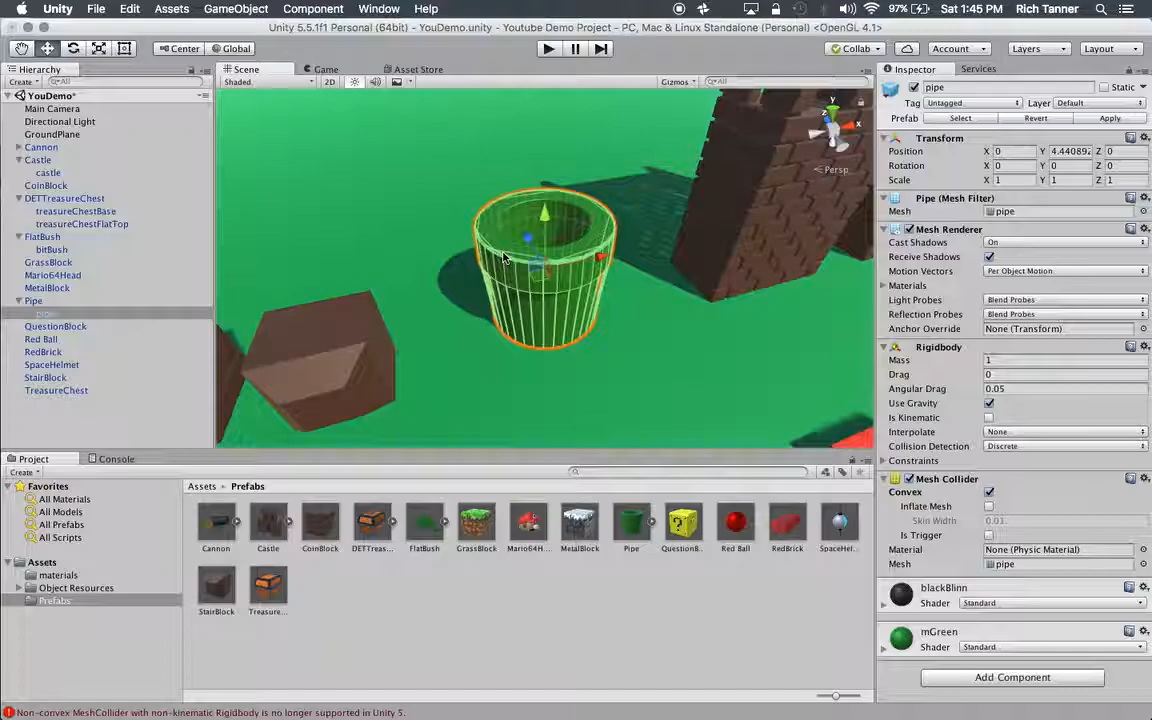 Unity File Edit Assets GameObject Component Window Help 97% Sat 1:45 PM Rich Tanner
Unity 5.5.1f1 Personal (64bit) - YouDemo.unity - Youtube Demo Project - PC, Mac & Linux Standalone (Personal) <OpenGL 4.1>
Center Global Collab Account Layers Layout
Hierarchy
Create All
YouDemo*
Main Camera
Directional Light
GroundPlane
Cannon
Castle
castle
CoinBlock
DETTreasureChest
treasureChestBase
treasureChestFlatTop
FlatBush
bitBush
GrassBlock
Mario64Head
MetalBlock
Pipe
pipe
QuestionBlock
Red Ball
RedBrick
SpaceHelmet
StairBlock
TreasureChest
Scene Game Asset Store
Shaded 2D Gizmos All
y
z
x
Persp
Inspector Services
pipe Static
Tag Untagged Layer Default
Prefab Select Revert Apply
Transform
Position X 0 Y 4.440892 Z 0
Rotation X 0 Y 0 Z 0
Scale X 1 Y 1 Z 1
Pipe (Mesh Filter)
Mesh pipe
Mesh Renderer
Cast Shadows On
Receive Shadows
Motion Vectors Per Object Motion
Materials
Light Probes Blend Probes
Reflection Probes Blend Probes
Anchor Override None (Transform)
Rigidbody
Mass 1
Drag 0
Angular Drag 0.05
Use Gravity
Is Kinematic
Interpolate None
Collision Detection Discrete
Constraints
Mesh Collider
Convex
Inflate Mesh
Skin Width 0.01
Is Trigger
Material None (Physic Material)
Mesh pipe
blackBlinn
Shader Standard
mGreen
Shader Standard
Add Component
Project Console
Create
Favorites
All Materials
All Models
All Prefabs
All Scripts
Assets
materials
Object Resources
Prefabs
Assets Prefabs
Cannon Castle CoinBlock DETTreas... FlatBush GrassBlock Mario64H... MetalBlock Pipe QuestionB... Red Ball RedBrick SpaceHel...
StairBlock Treasure...
Non-convex MeshCollider with non-kinematic Rigidbody is no longer supported in Unity 5.